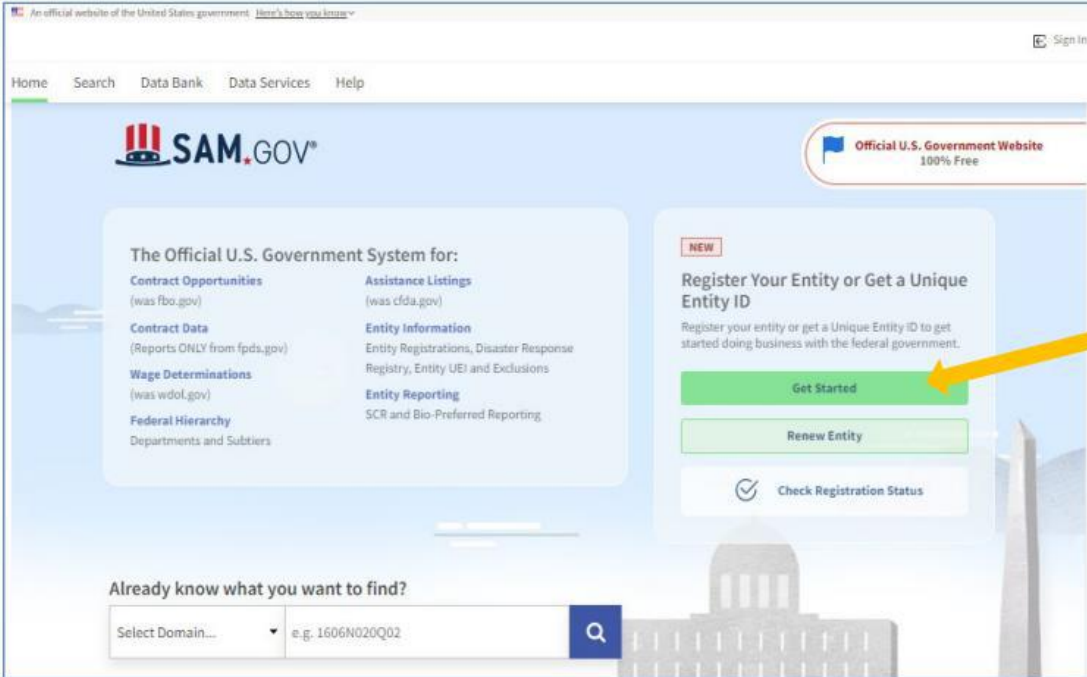 An official website of the United States government Here's how you know
Sign In
Home Search Data Bank Data Services Help
SAM.GOV®
Official U.S. Government Website
100% Free
The Official U.S. Government System for:
Contract Opportunities
(was fbo.gov)
Contract Data
(Reports ONLY from fpds.gov)
Wage Determinations
(was wdol.gov)
Federal Hierarchy
Departments and Subtiers
Assistance Listings
(was cfda.gov)
Entity Information
Entity Registrations, Disaster Response
Registry, Entity UEI and Exclusions
Entity Reporting
SCR and Bio-Preferred Reporting
NEW
Register Your Entity or Get a Unique
Entity ID
Register your entity or get a Unique Entity ID to get
started doing business with the federal government.
Get Started
Renew Entity
Check Registration Status
Already know what you want to find?
Select Domain... e.g. 1606N020Q02